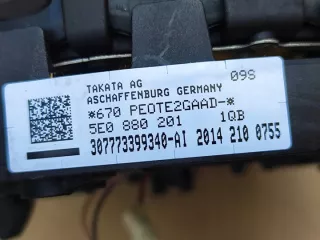 TAKATA AG 09S
ASCHAFFENBURG GERMANY
*670 PEOTE2GAAD-*
5E0 880 201 1QB
307773399340-AI 2014 210 0755